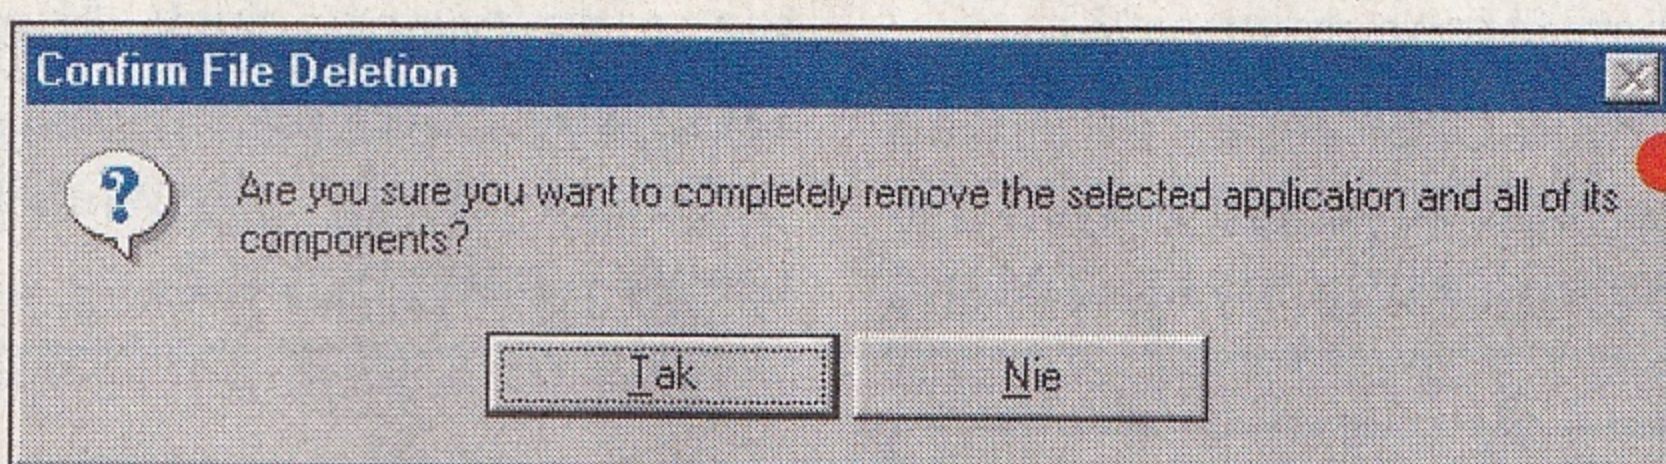 Confirm File Deletion
Are you sure you want to completely remove the selected application and all of its
components?
Tak Nie